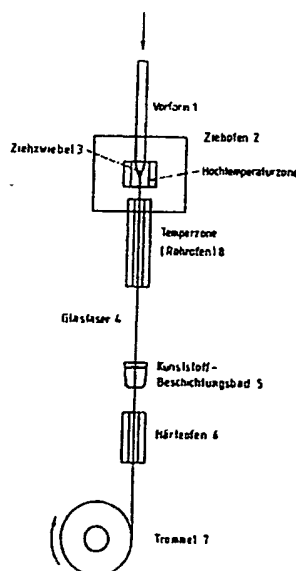 Vorform 1
Ziehofen 2
Ziehzwiebel 3
Hochtemperaturzone
Temperzone
(Rohrofen) 8
Glasfaser 4
Kunststoff-
Beschichtungsbad 5
Härteofen 6
Trommel 7